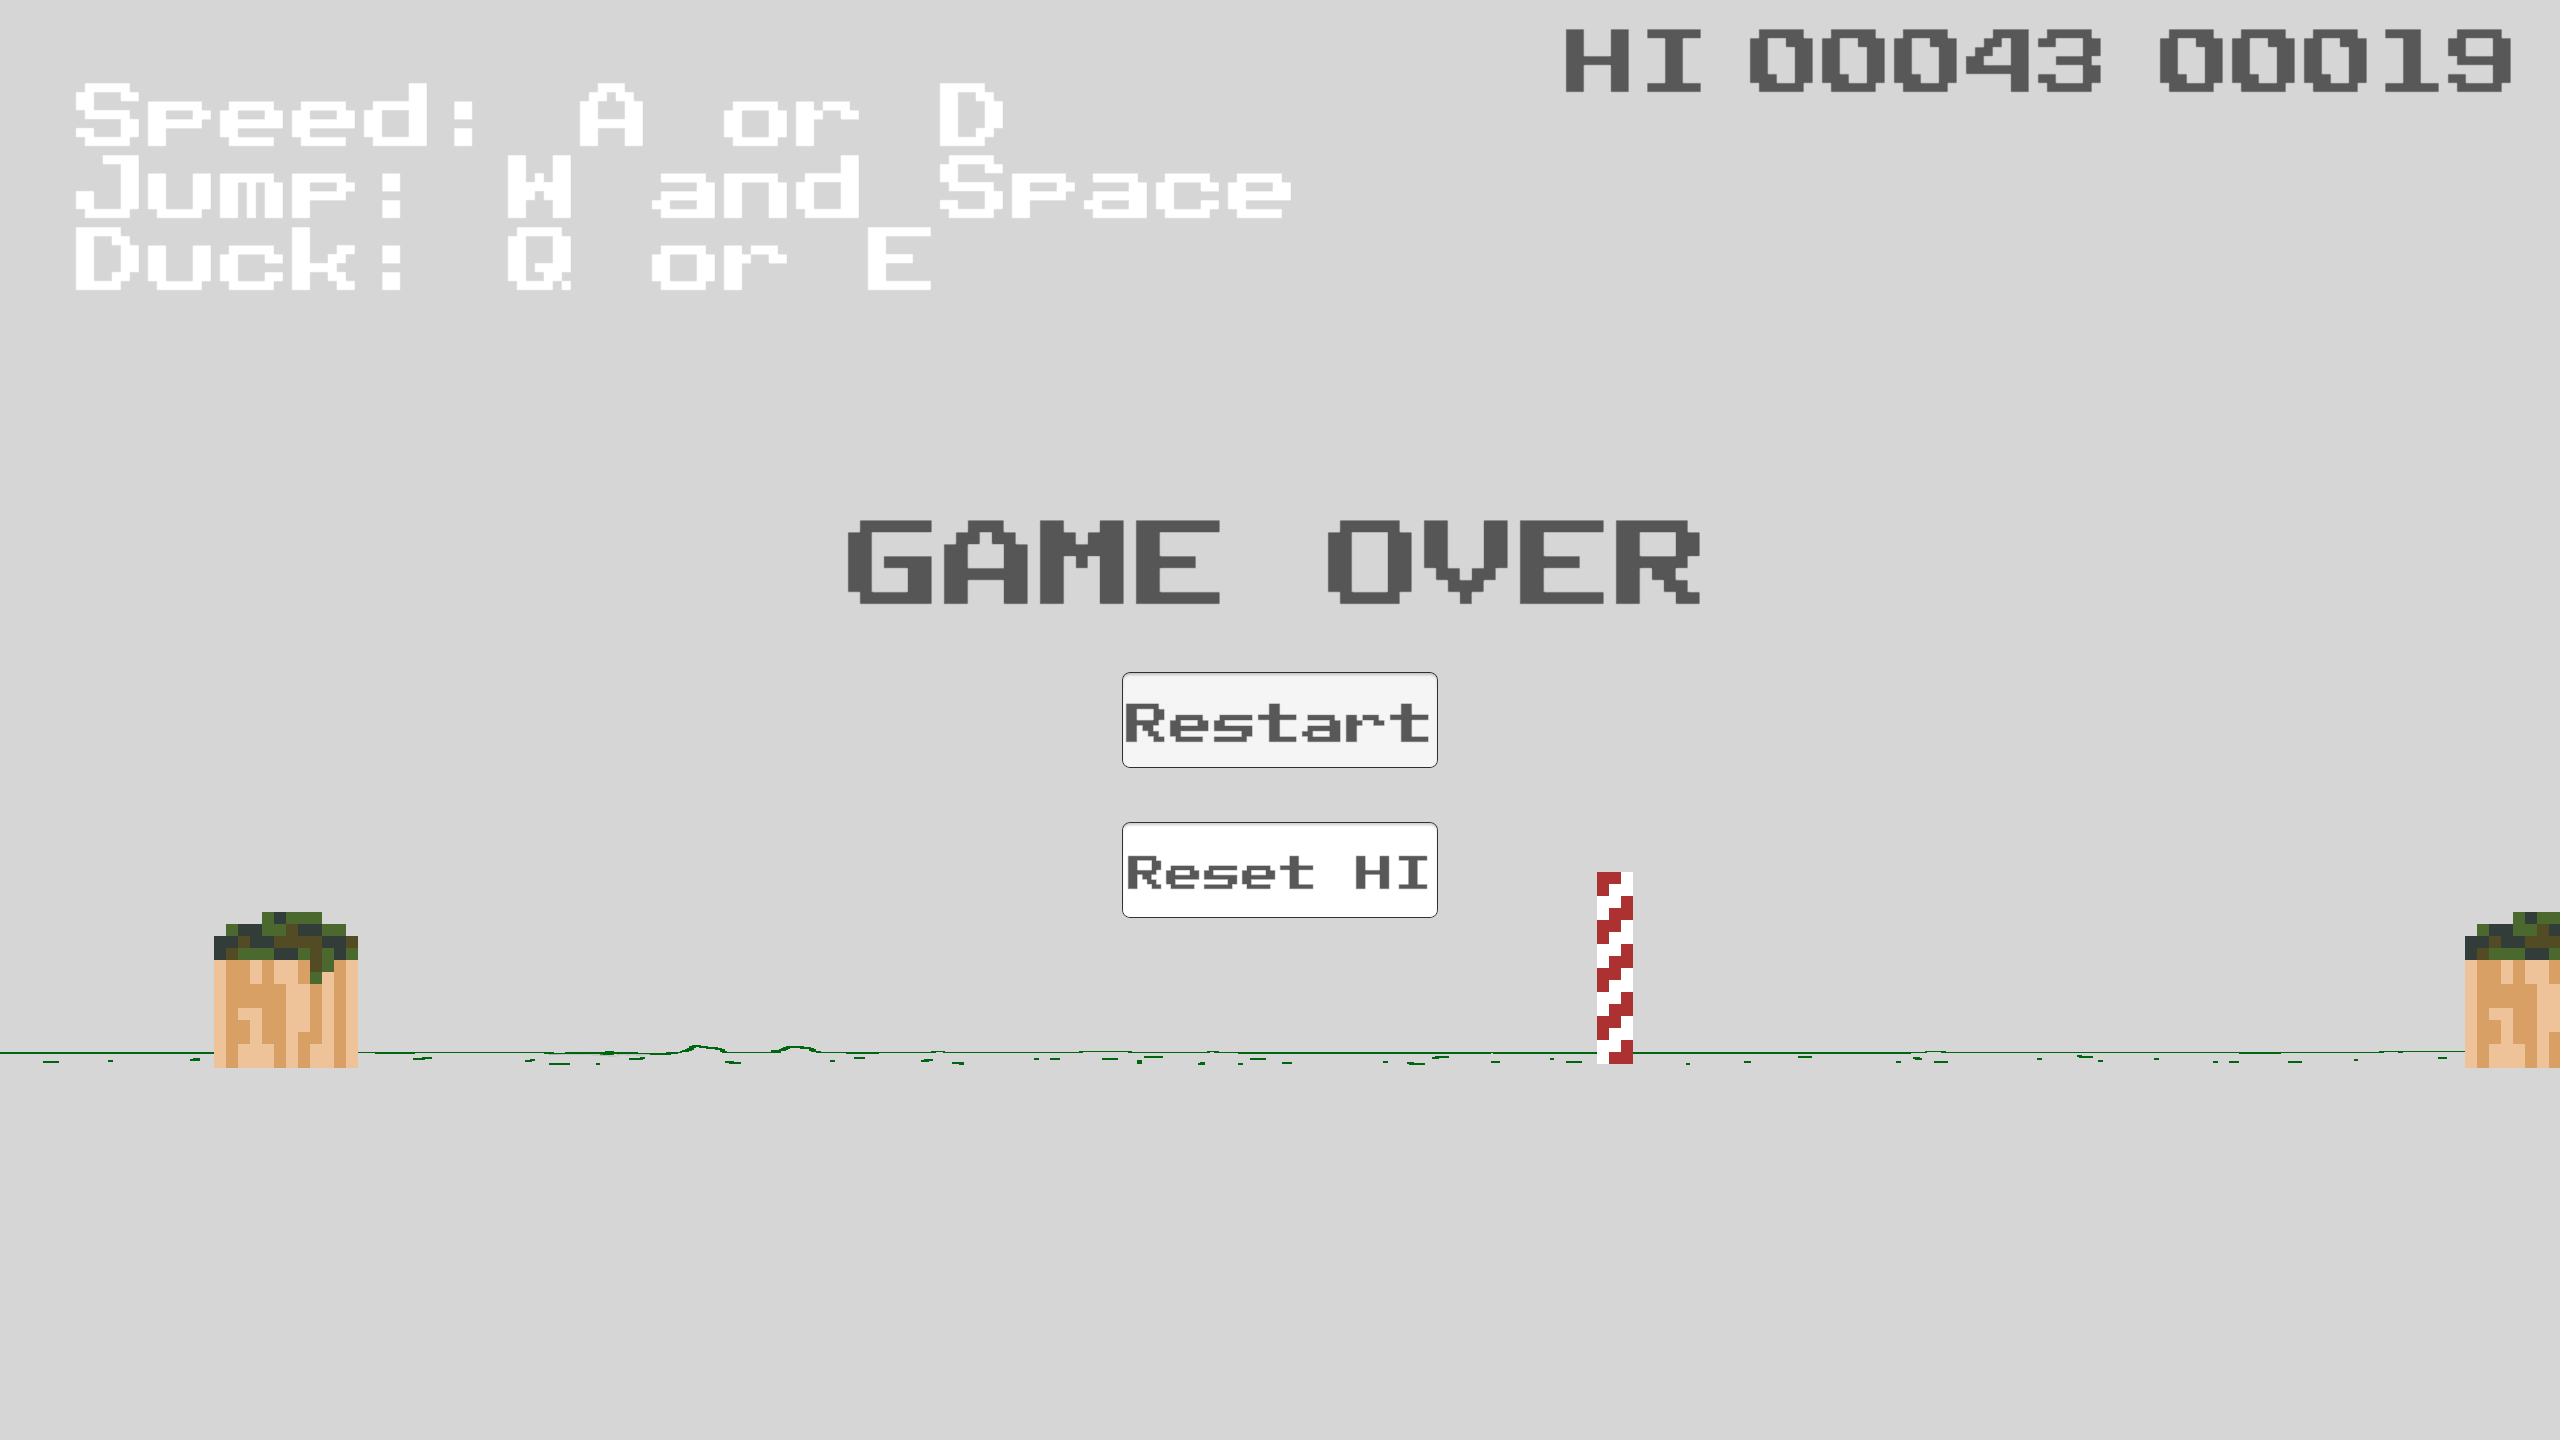 HI 00043 00019
Speed: A or D
Jump: W and Space
Duck: Q or E
GAME OVER
Restart
Reset HI